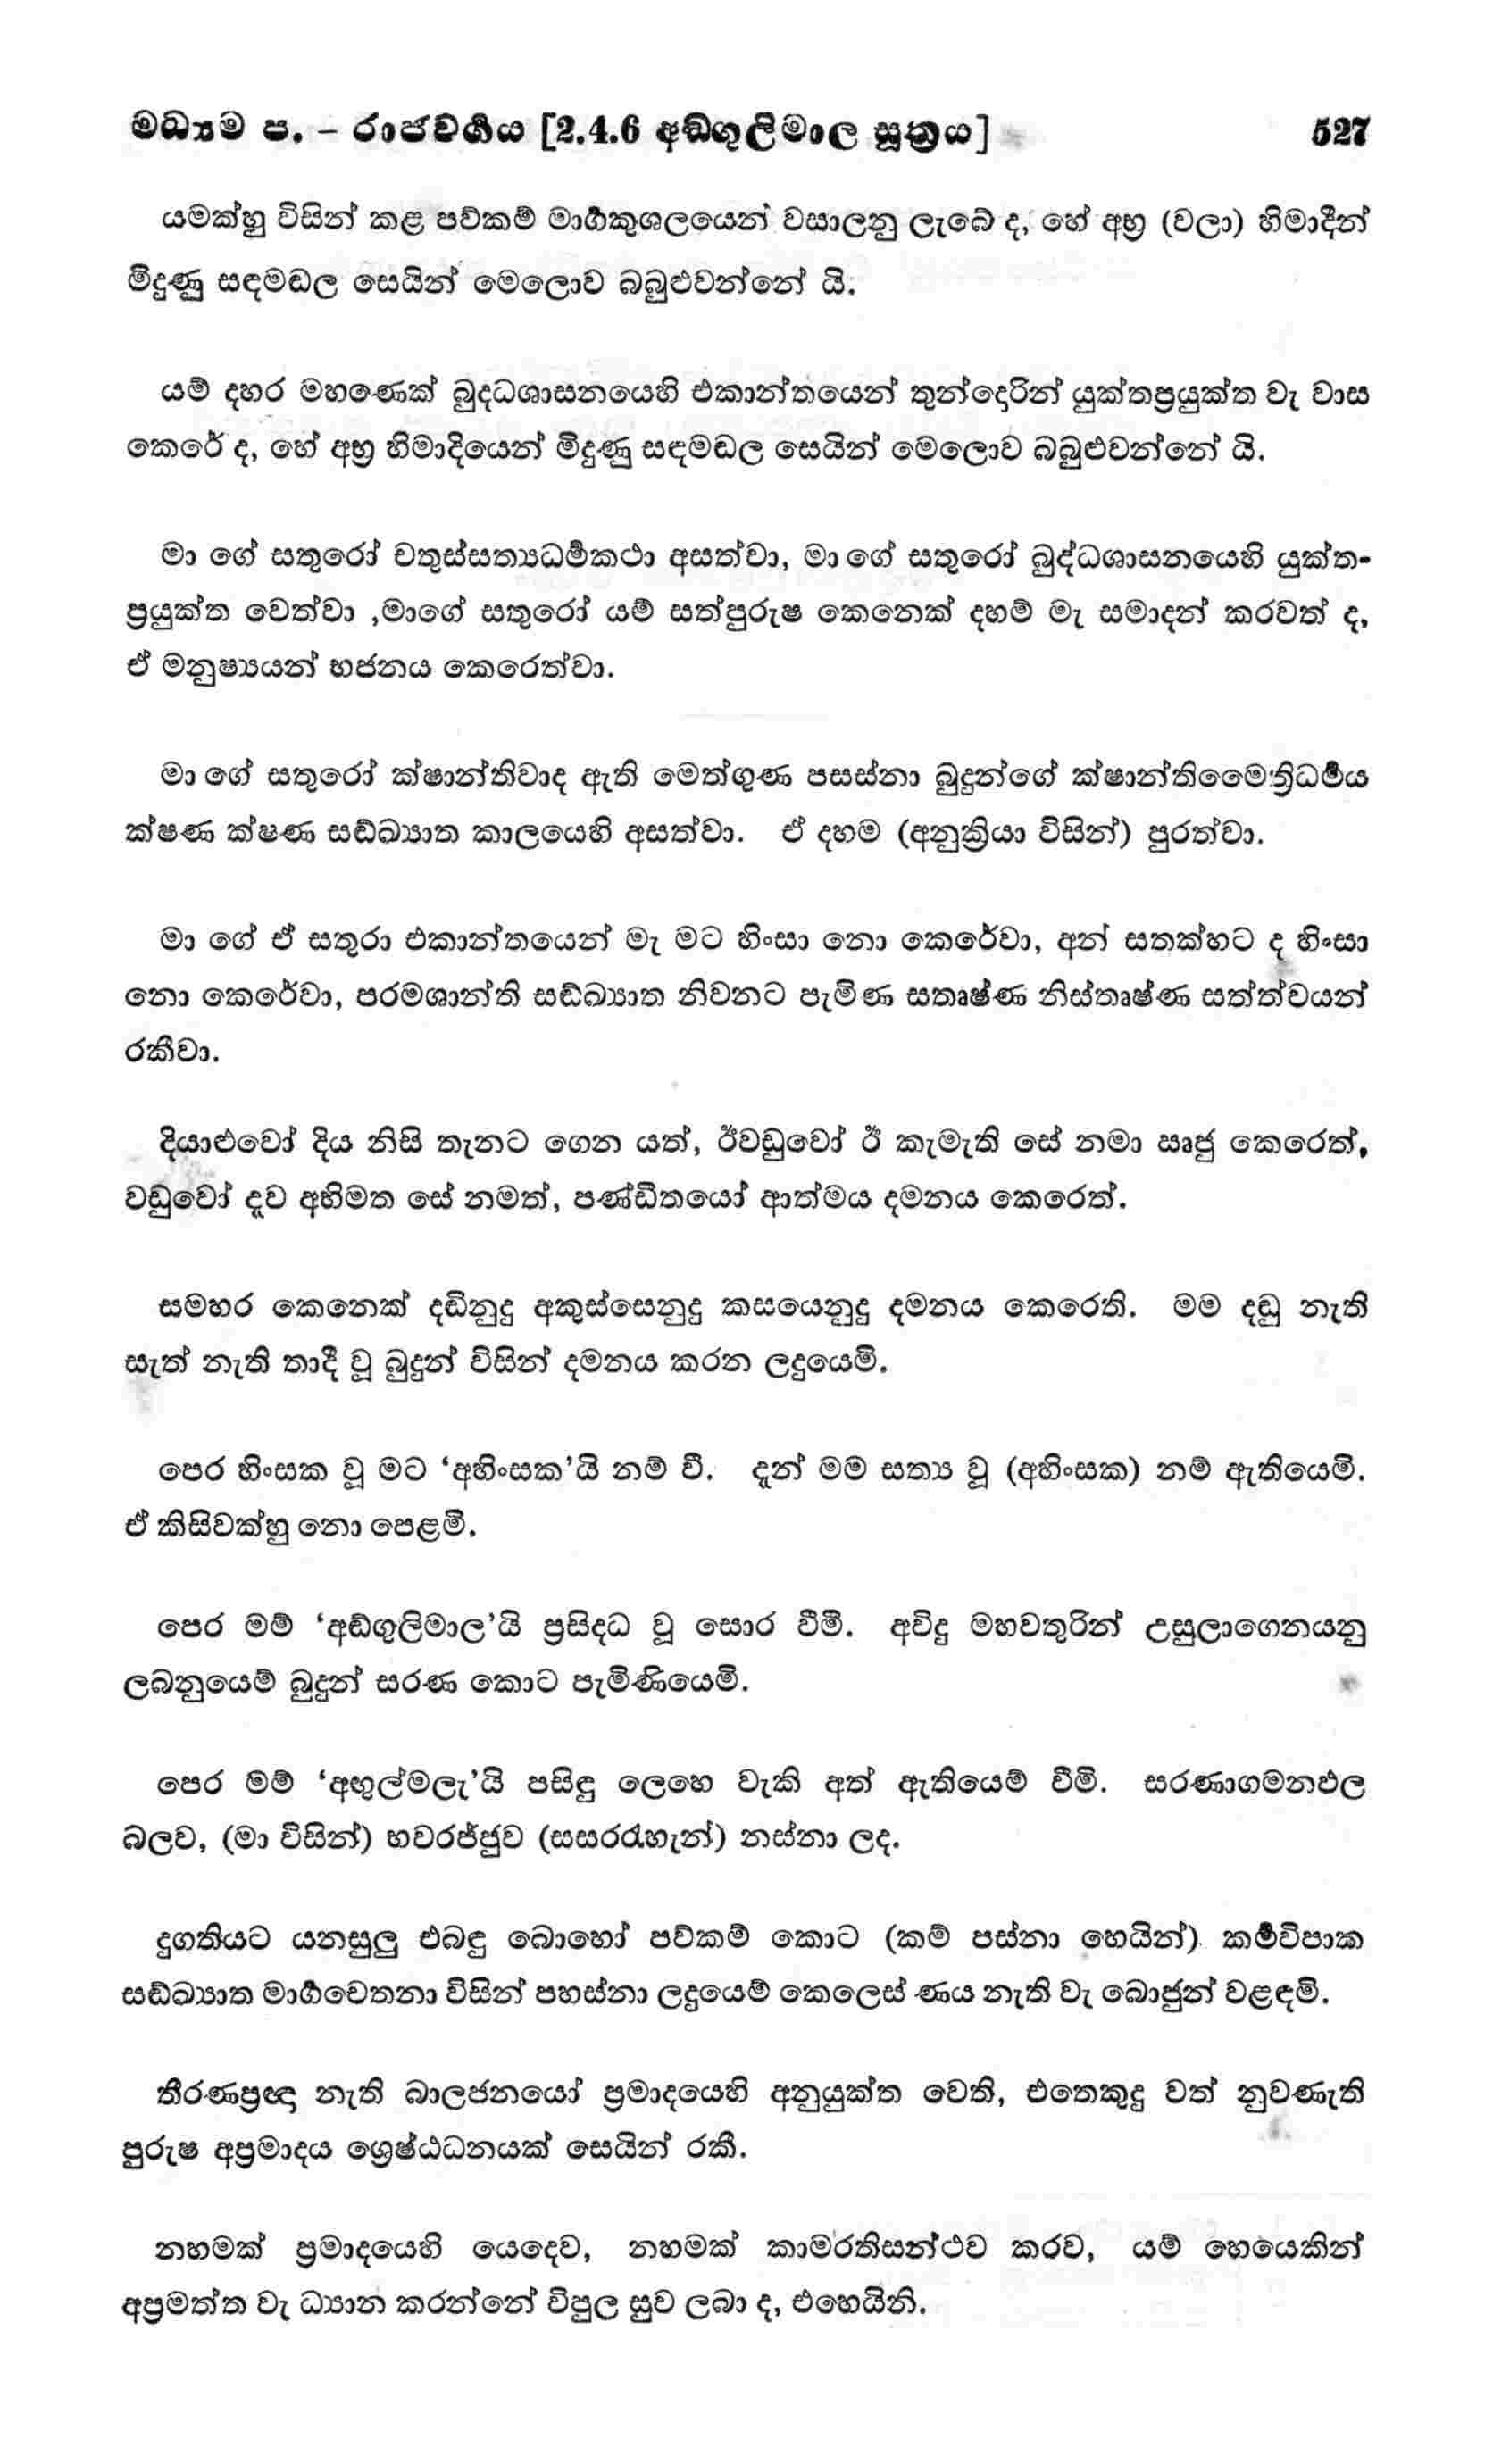 මධ්‍යම ප. – රාජවර්‍ගය [2.4.6 අඞ්ගුලිමාල සූත්‍රය] 527
යමක්හු විසින් කළ පව්කම් මාර්‍ගකුශලයෙන් වසාලනු ලැබේ ද, හේ අභ්‍ර (වලා) හිමාදීන්
මිදුණු සඳමඬල සෙයින් මෙලොව බබුළුවන්නේ යි.
යම් දහර මහණෙක් බුද්‍ධශාසනයෙහි එකාන්තයෙන් තුන්දොරින් යුක්තප්‍රයුක්ත වැ වාස
කෙරේ ද, හේ අභ්‍ර හිමාදියෙන් මිදුණු සඳමඬල සෙයින් මෙලොව බබුළුවන්නේ යි.
මා ගේ සතුරෝ චතුස්සත්‍යධර්‍මකථා අසත්වා, මා ගේ සතුරෝ බුද්ධශාසනයෙහි යුක්ත-
ප්‍රයුක්ත වෙත්වා ,මාගේ සතුරෝ යම් සත්පුරුෂ කෙනෙක් දහම් මැ සමාදන් කරවත් ද,
ඒ මනුෂ්‍යයන් භජනය කෙරෙත්වා.
මා ගේ සතුරෝ ක්ෂාන්තිවාද ඇති මෙත්ගුණ පසස්නා බුදුන්ගේ ක්ෂාන්තිමෛත්‍රිධර්‍මය
ක්ෂණ ක්ෂණ සඞ්ඛ්‍යාත කාලයෙහි අසත්වා. ඒ දහම (අනුක්‍රියා විසින්) පුරත්වා.
මා ගේ ඒ සතුරා එකාන්තයෙන් මැ මට හිංසා නො කෙරේවා, අන් සතක්හට ද හිංසා
නො කෙරේවා, පරමශාන්ති සඞ්ඛ්‍යාත නිවනට පැමිණ සතෘෂ්ණ නිස්තෘෂ්ණ සත්ත්වයන්
රකීවා.
දියාළුවෝ දිය නිසි තැනට ගෙන යත්, ඊවඩුවෝ ඊ කැමැති සේ නමා ඍජු කෙරෙත්,
වඩුවෝ දූව අභිමත සේ නමත්, පණ්ඩිතයෝ ආත්මය දමනය කෙරෙත්.
සමහර කෙනෙක් දඬිනුදු අකුස්සෙනුදු කසයෙනුදු දමනය කෙරෙති. මම දඬු නැති
සැත් නැති තාදී වූ බුදුන් විසින් දමනය කරන ලදුයෙමි.
පෙර හිංසක වූ මට ‘අහිංසක’යි නම් වී. දැන් මම සත්‍ය වූ (අහිංසක) නම් ඇතියෙමි.
ඒ කිසිවක්හු නො පෙළමි.
පෙර මම් ‘අඞ්ගුලිමාල’යි ප්‍රසිද්‍ධ වූ සොර වීමි. අවිදු මහවතුරින් උසුලාගෙනයනු
ලබනුයෙම් බුදුන් සරණ කොට පැමිණියෙමි.
පෙර මම් ‘අඟුල්මලැ’යි පසිඳු ලෙහෙ වැකි අත් ඇතියෙම් වීමි. සරණාගමනඵල
බලව, (මා විසින්) භවරජ්ජුව (සසරරැහැන්) නස්නා ලද.
දුගතියට යනසුලු එබඳු බොහෝ පව්කම් කොට (කම් පස්නා හෙයින්) කර්‍මවිපාක
සඞ්ඛ්‍යාත මාර්‍ගචෙතනා විසින් පහස්නා ලදුයෙම් කෙලෙස් ණය නැති වැ බොජුන් වළඳමි.
තීරණප්‍රඥා නැති බාලජනයෝ ප්‍රමාදයෙහි අනුයුක්ත වෙති, එතෙකුදු වත් නුවණැති
පුරුෂ අප්‍රමාදය ශ්‍රේෂ්ඨධනයක් සෙයින් රකී.
නහමක් ප්‍රමාදයෙහි යෙදෙව, නහමක් කාමරතිසන්ථව කරව, යම් හෙයෙකින්
අප්‍රමත්ත වැ ධ්‍යාන කරන්නේ විපුල සුව ලබා ද, එහෙයිනි.